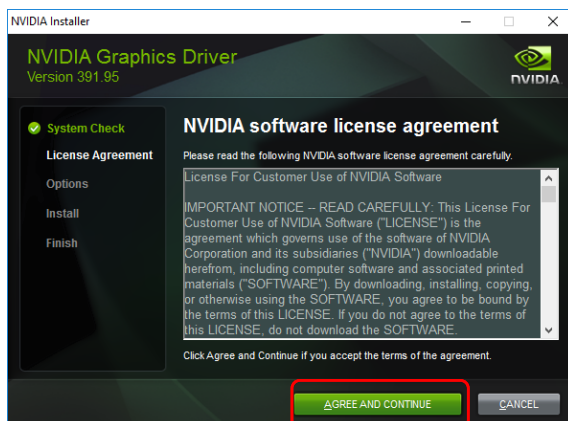 NVIDIA Installer
NVIDIA Graphics Driver
Version 391.95
NVIDIA
System Check
License Agreement
Options
Install
Finish
NVIDIA software license agreement
Please read the following NVIDIA software license agreement carefully.
License For Customer Use of NVIDIA Software
IMPORTANT NOTICE -- READ CAREFULLY: This License For
Customer Use of NVIDIA Software ("LICENSE") is the
agreement which governs use of the software of NVIDIA
Corporation and its subsidiaries ("NVIDIA") downloadable
herefrom, including computer software and associated printed
materials ("SOFTWARE"). By downloading, installing, copying,
or otherwise using the SOFTWARE, you agree to be bound by
the terms of this LICENSE. If you do not agree to the terms of
this LICENSE, do not download the SOFTWARE.
Click Agree and Continue if you accept the terms of the agreement.
AGREE AND CONTINUE
CANCEL